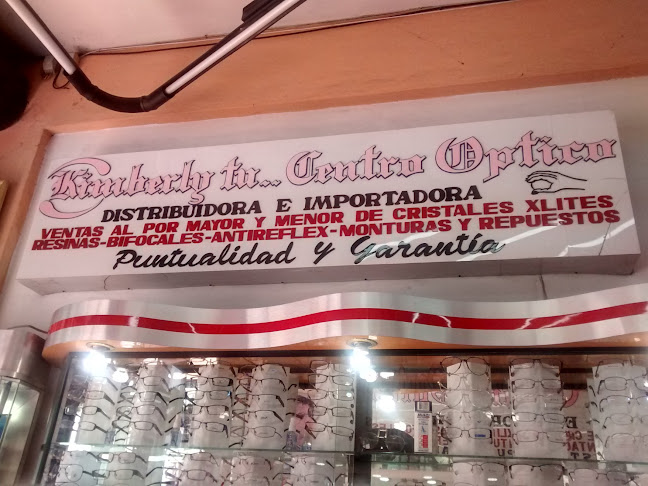 Kimberly tu.. Centro Optico
DISTRIBUIDORA E IMPORTADORA
VENTAS AL POR MAYOR Y MENOR DE CRISTALES XLITES
RESINAS-BIFOCALES-ANTIREFLEX-MONTURAS Y REPUESTOS
Puntualidad y Garantía